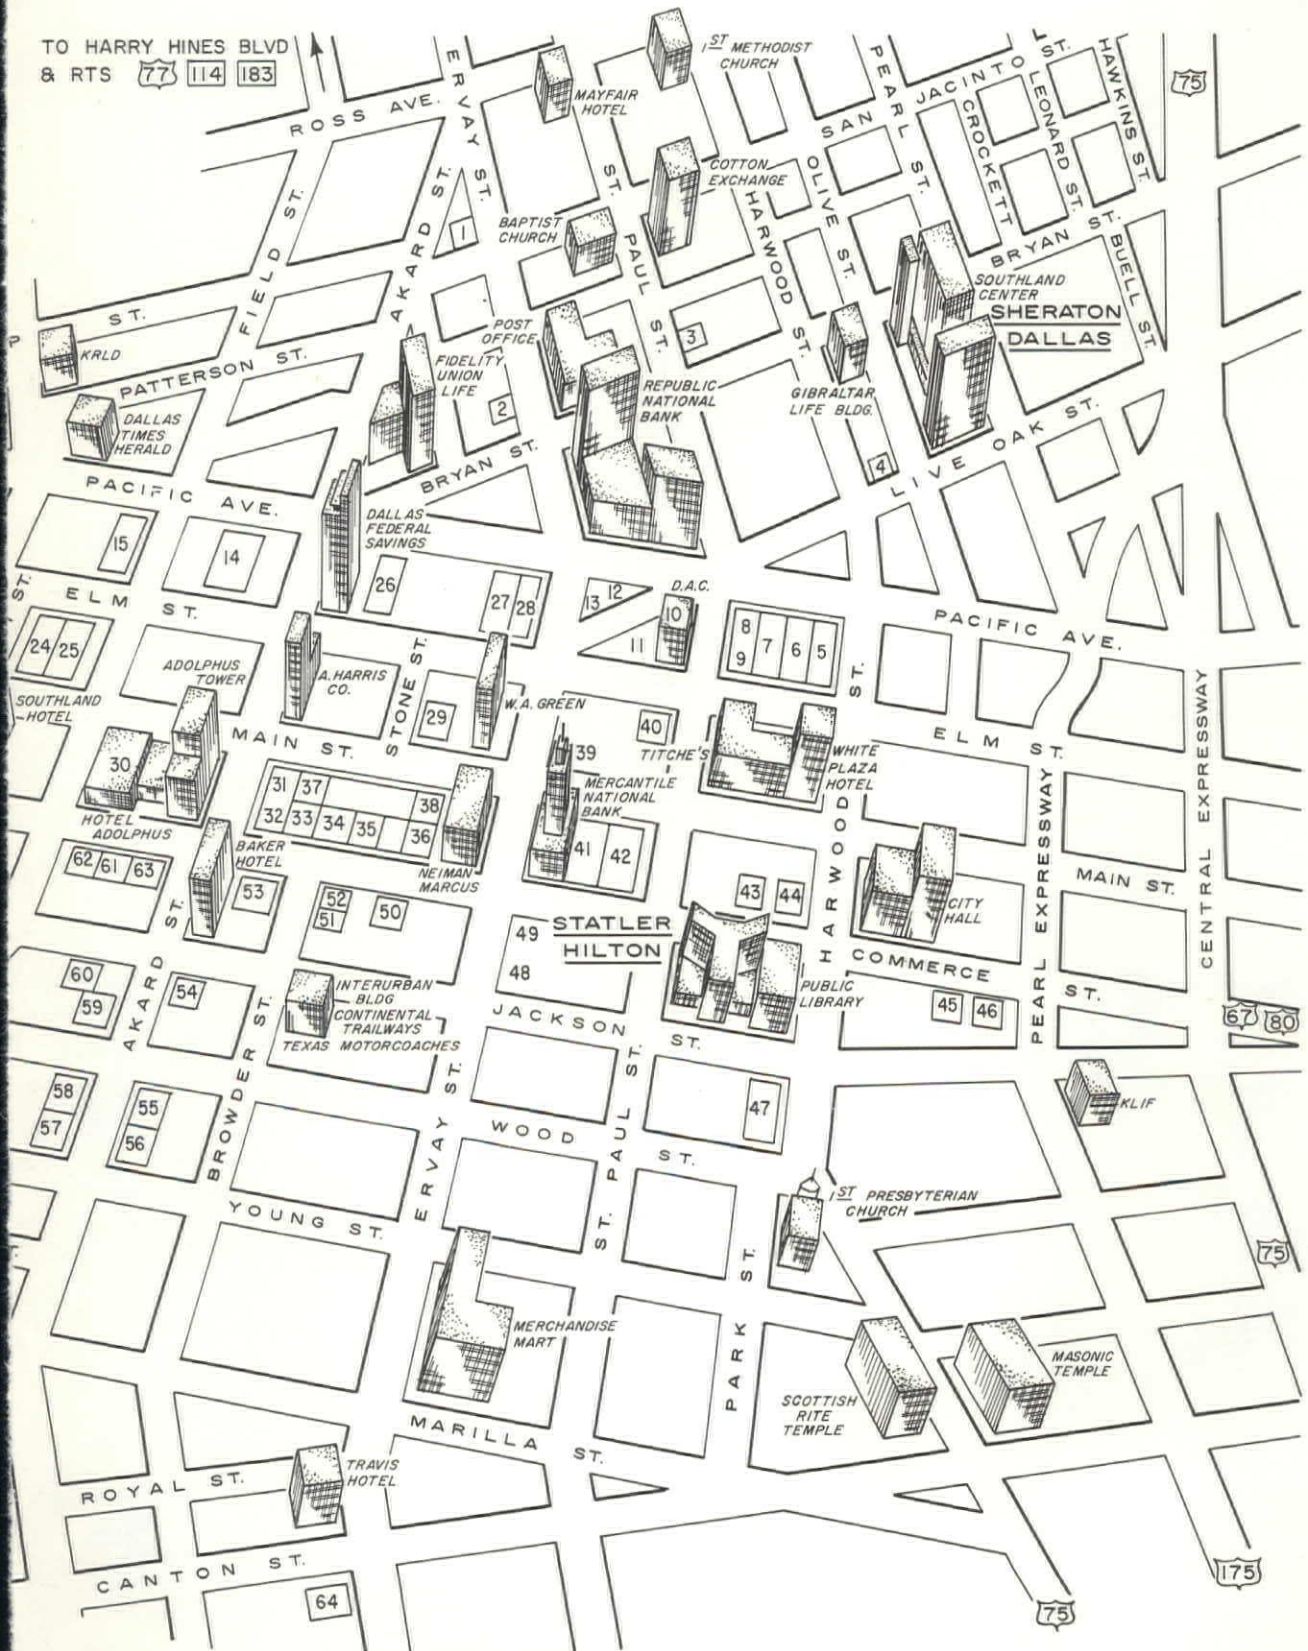 TO HARRY HINES BLVD
& RTS 77 114 183
ROSS AVE.
ERVAY ST.
MAYFAIR
HOTEL
1ST METHODIST
CHURCH
PEARL ST.
SAN JACINTO ST.
CROCKETT
LEONARD ST.
HAWKINS ST.
75
COTTON
EXCHANGE
OLIVE ST.
HARWOOD ST.
ST. PAUL ST.
BAPTIST
CHURCH
1
AKARD ST.
FIELD ST.
BRYAN ST.
BUELL ST.
SOUTHLAND
CENTER
SHERATON
DALLAS
ST.
KRLD
PATTERSON ST.
POST
OFFICE
3
FIDELITY
UNION
LIFE
2
REPUBLIC
NATIONAL
BANK
GIBRALTAR
LIFE BLDG.
4
LIVE OAK ST.
DALLAS
TIMES
HERALD
BRYAN ST.
PACIFIC AVE.
DALLAS
FEDERAL
SAVINGS
15
14
26
27
28
13
12
D.A.C.
10
11
8
9
7
6
5
PACIFIC AVE.
ST.
ELM ST.
24
25
ADOLPHUS
TOWER
A. HARRIS
CO.
STONE ST.
29
W.A. GREEN
40
TITCHE'S
WHITE
PLAZA
HOTEL
ELM ST.
SOUTHLAND
HOTEL
MAIN ST.
30
HOTEL
ADOLPHUS
31
37
32
33
34
35
38
36
NEIMAN
MARCUS
39
MERCANTILE
NATIONAL
BANK
41
42
HARWOOD ST.
PEARL EXPRESSWAY
CENTRAL EXPRESSWAY
MAIN ST.
62
61
63
BAKER
HOTEL
53
52
51
50
43
44
CITY
HALL
49
48
STATLER
HILTON
PUBLIC
LIBRARY
COMMERCE ST.
45
46
67
80
60
59
AKARD ST.
54
INTERURBAN
BLDG
CONTINENTAL
TRAILWAYS
TEXAS MOTORCOACHES
JACKSON ST.
58
57
55
56
BROWDER ST.
ERVAY ST.
ST. PAUL ST.
47
KLIF
WOOD ST.
YOUNG ST.
1ST PRESBYTERIAN
CHURCH
75
MERCHANDISE
MART
PARK ST.
SCOTTISH
RITE
TEMPLE
MASONIC
TEMPLE
MARILLA ST.
TRAVIS
HOTEL
ROYAL ST.
CANTON ST.
64
75
175